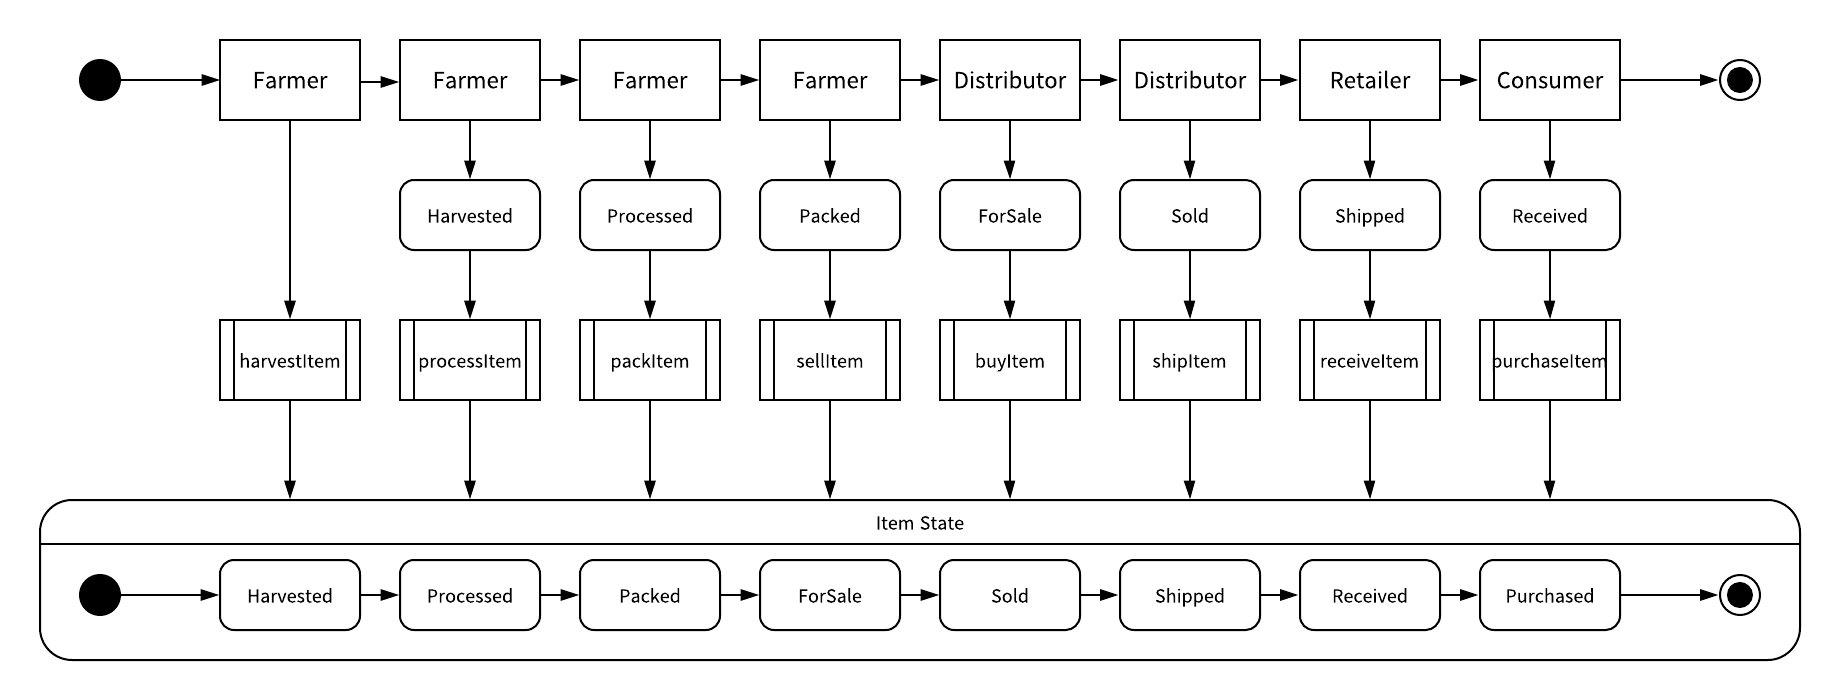 Farmer
Farmer
Farmer
Farmer
Distributor
Distributor
Retailer
Consumer
Harvested
Processed
Packed
ForSale
Sold
Shipped
Received
harvestItem
processItem
packItem
sellItem
buyItem
shipItem
receiveItem
purchaseItem
Item State
Harvested
Processed
Packed
ForSale
Sold
Shipped
Received
Purchased